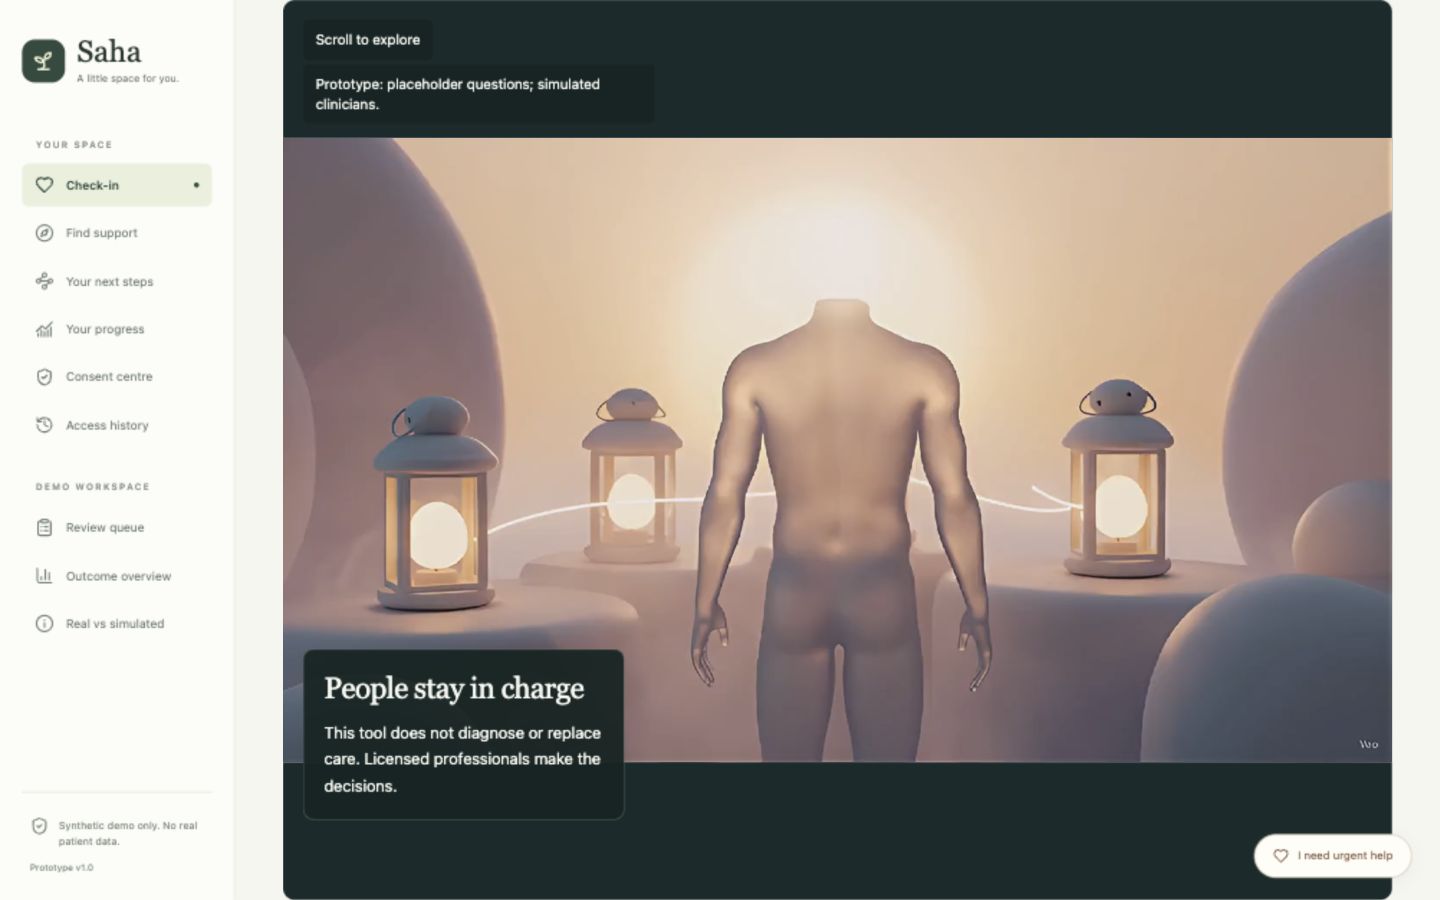 Saha
A little space for you.
YOUR SPACE
Check-in
Find support
Your next steps
Your progress
Consent centre
Access history
DEMO WORKSPACE
Review queue
Outcome overview
Real vs simulated
Synthetic demo only. No real
patient data.
Prototype v1.0
Scroll to explore
Prototype: placeholder questions; simulated
clinicians.
People stay in charge
This tool does not diagnose or replace
care. Licensed professionals make the
decisions.
I need urgent help